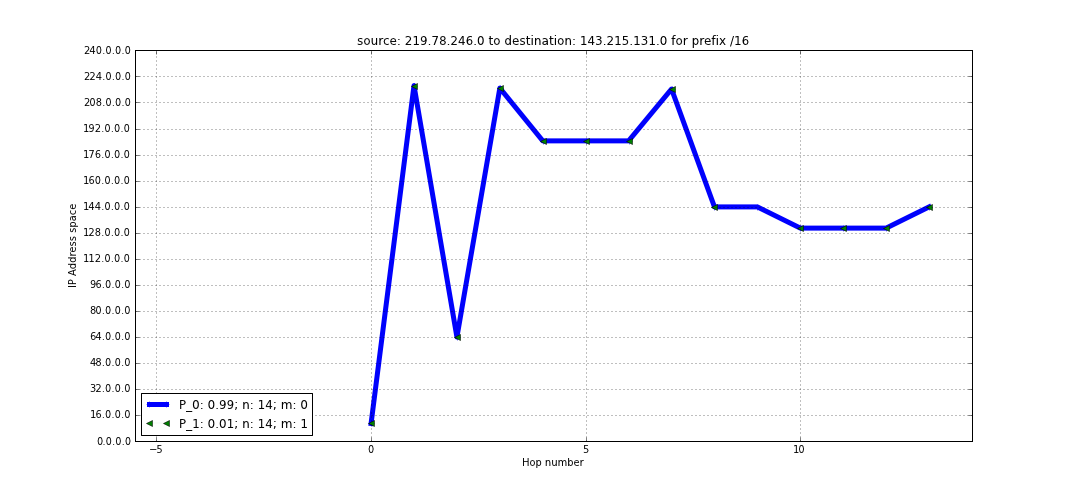 source: 219.78.246.0 to destination: 143.215.131.0 for prefix /16
240.0.0.0
224.0.0.0
208.0.0.0
192.0.0.0
176.0.0.0
160.0.0.0
144.0.0.0
128.0.0.0
112.0.0.0
96.0.0.0
80.0.0.0
64.0.0.0
48.0.0.0
32.0.0.0
16.0.0.0
0.0.0.0
IP Address space
P_0: 0.99; n: 14; m: 0
P_1: 0.01; n: 14; m: 1
−5 0 5 10
Hop number